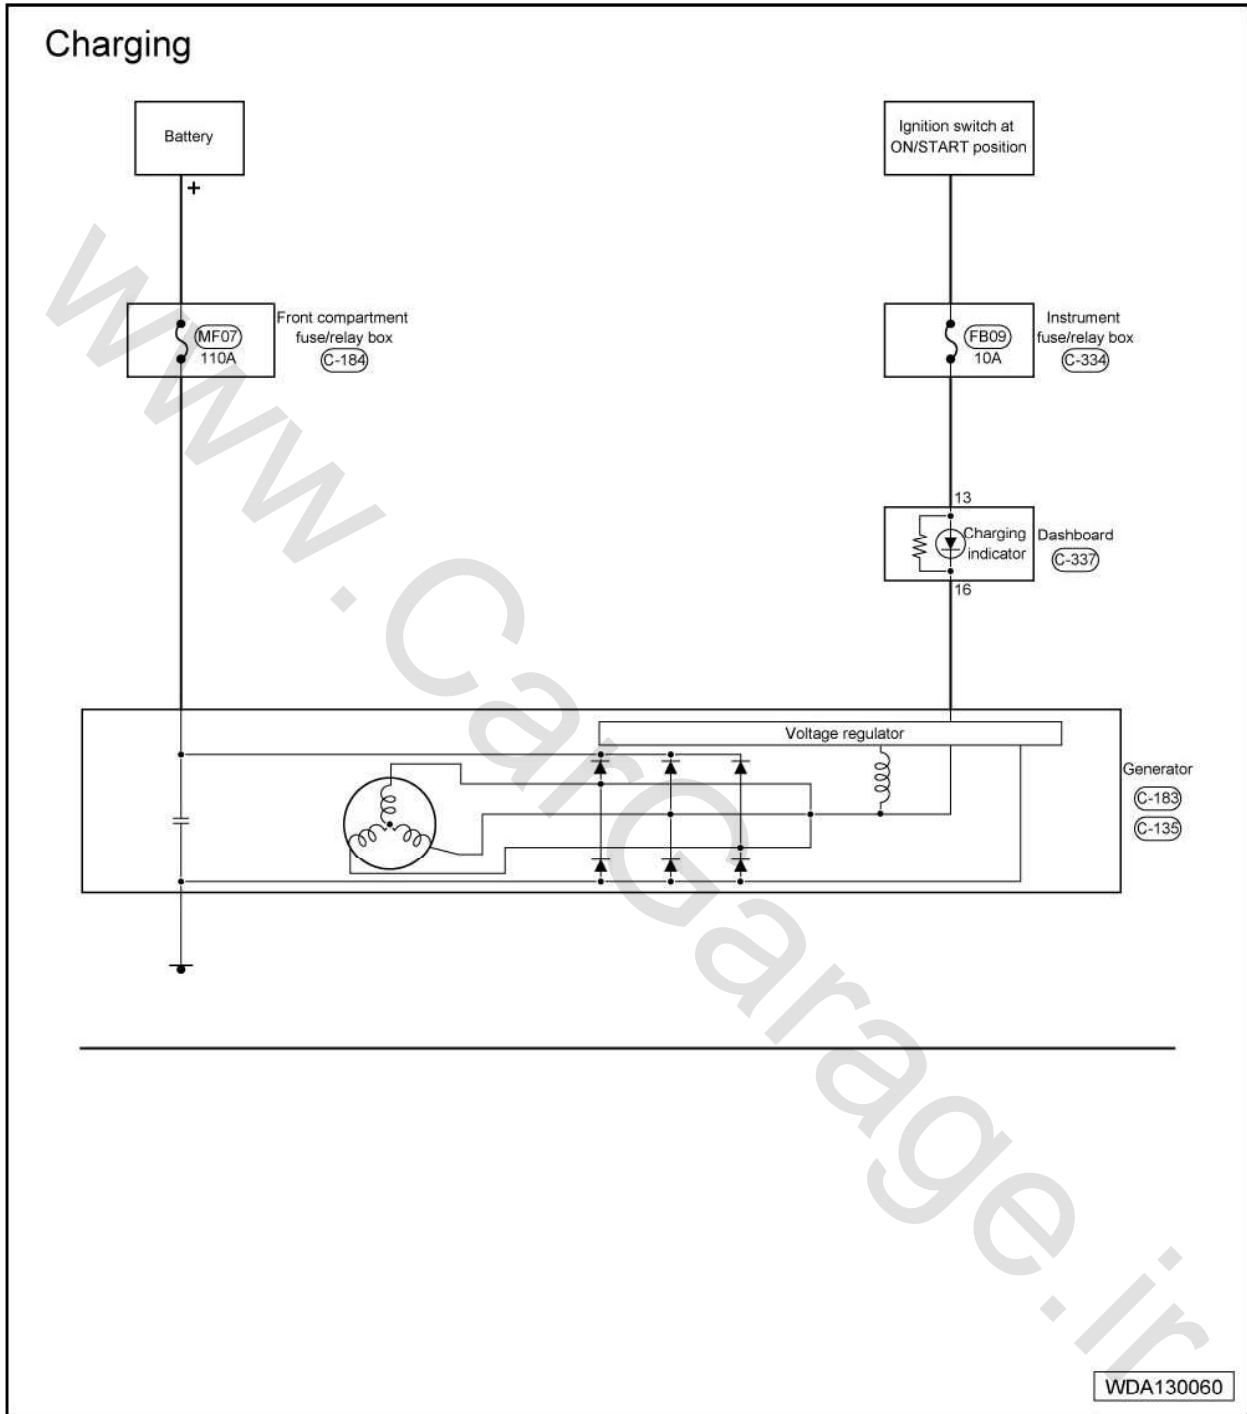 Charging
Battery
+
Ignition switch at
ON/START position
MF07
110A
Front compartment
fuse/relay box
C-184
FB09
10A
Instrument
fuse/relay box
C-334
13
Charging
indicator
16
Dashboard
C-337
Voltage regulator
Generator
C-183
C-135
WDA130060
www.CarGarage.ir